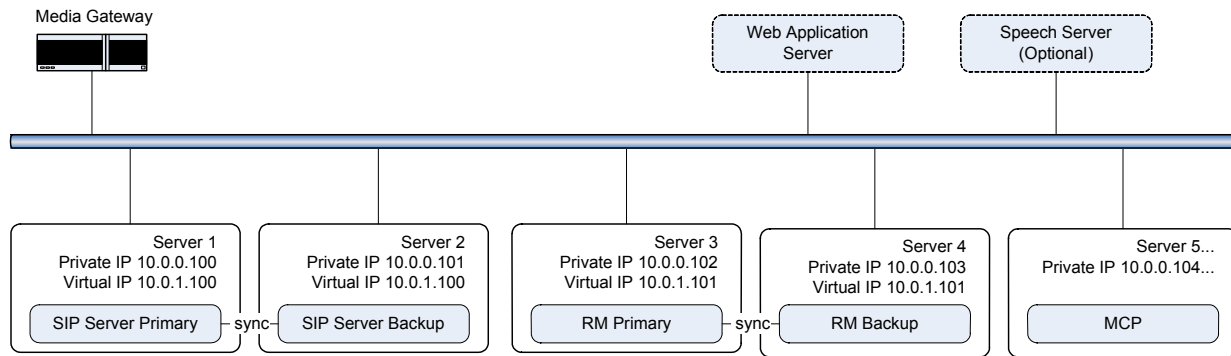 Media Gateway
Web Application
Server
Speech Server
(Optional)
Server 1
Private IP 10.0.0.100
Virtual IP 10.0.1.100
SIP Server Primary
sync
Server 2
Private IP 10.0.0.101
Virtual IP 10.0.1.100
SIP Server Backup
Server 3
Private IP 10.0.0.102
Virtual IP 10.0.1.101
RM Primary
sync
Server 4
Private IP 10.0.0.103
Virtual IP 10.0.1.101
RM Backup
Server 5...
Private IP 10.0.0.104...
MCP